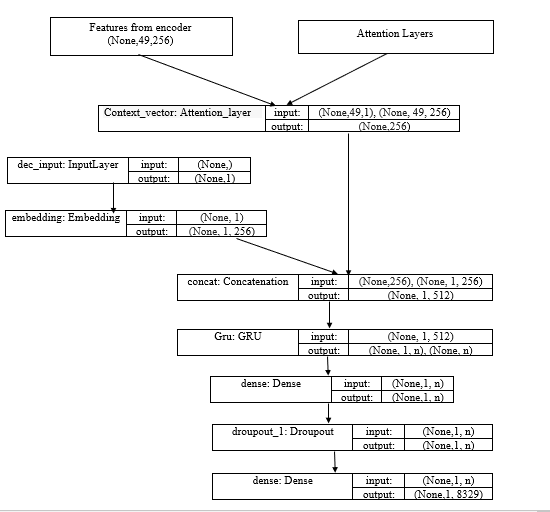 Features from encoder
(None,49,256)
Attention Layers
Context_vector: Attention_layer
input:
(None,49,1), (None, 49, 256)
output:
(None,256)
dec_input: InputLayer
input:
(None,)
output:
(None,1)
embedding: Embedding
input:
(None, 1)
output:
(None, 1, 256)
concat: Concatenation
input:
(None,256), (None, 1, 256)
output:
(None, 1, 512)
Gru: GRU
input:
(None, 1, 512)
output:
(None, 1, n), (None, n)
dense: Dense
input:
(None,1, n)
output:
(None,1, n)
droupout_1: Droupout
input:
(None,1, n)
output:
(None,1, n)
dense: Dense
input:
(None,1, n)
output:
(None,1, 8329)